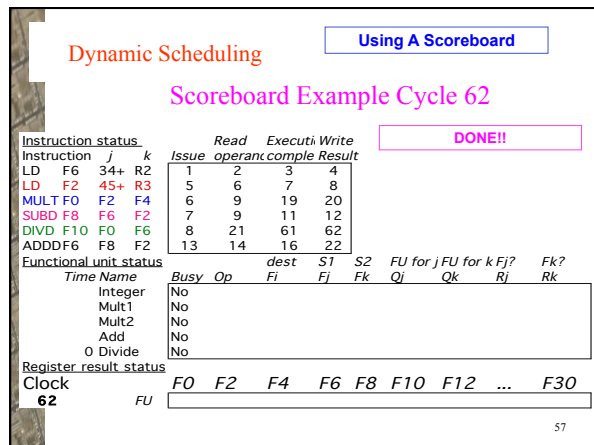 Using A Scoreboard
Dynamic Scheduling
Scoreboard Example Cycle 62
DONE!!
Instruction status Read Executi Write
Instruction j k Issue operanc comple Result
LD F6 34+ R2 1 2 3 4
LD F2 45+ R3 5 6 7 8
MULT F0 F2 F4 6 9 19 20
SUBD F8 F6 F2 7 9 11 12
DIVD F10 F0 F6 8 21 61 62
ADDD F6 F8 F2 13 14 16 22
Functional unit status dest S1 S2 FU for j FU for k Fj? Fk?
Time Name Busy Op Fi Fj Fk Qj Qk Rj Rk
Integer No
Mult1 No
Mult2 No
Add No
0 Divide No
Register result status
Clock F0 F2 F4 F6 F8 F10 F12 ... F30
62 FU
57